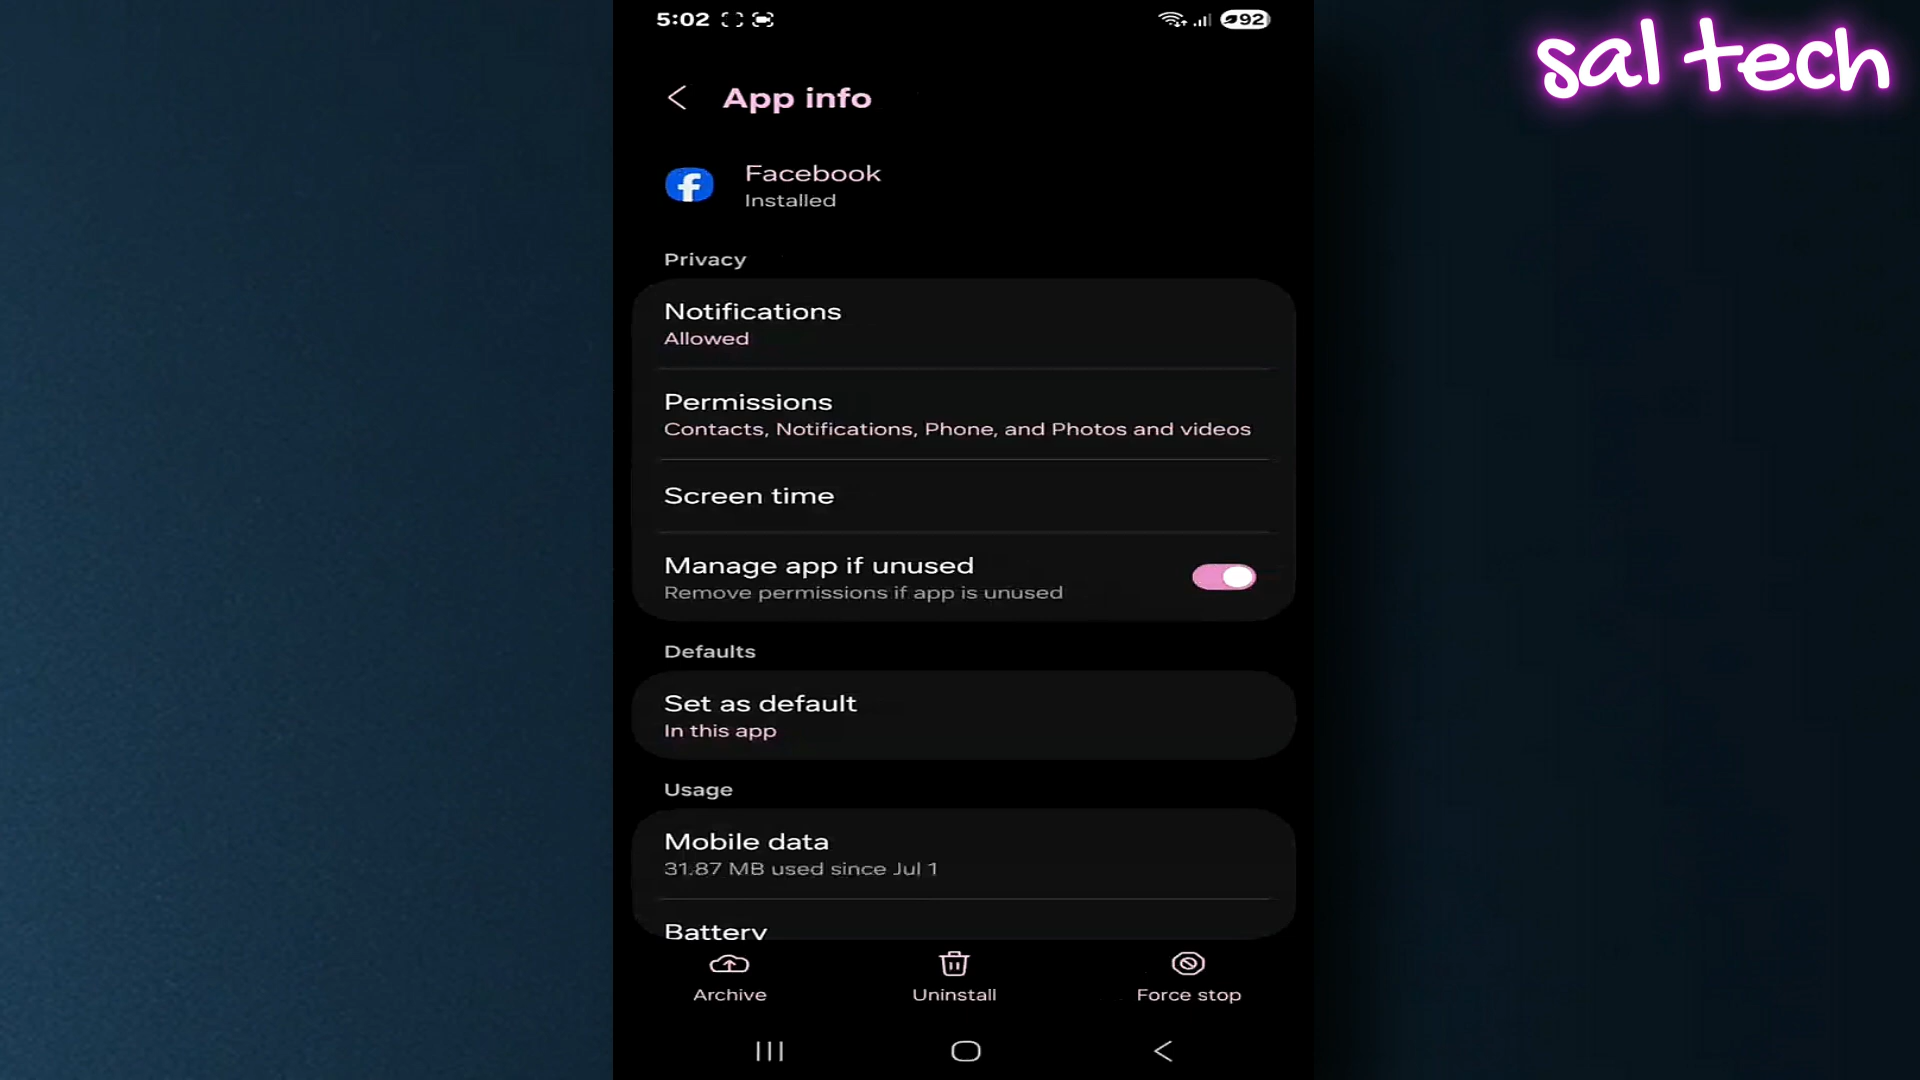 5:02
92
sal tech
App info
Facebook
Installed
Privacy
Notifications
Allowed
Permissions
Contacts, Notifications, Phone, and Photos and videos
Screen time
Manage app if unused
Remove permissions if app is unused
Defaults
Set as default
In this app
Usage
Mobile data
31.87 MB used since Jul 1
Battery
Archive
Uninstall
Force stop